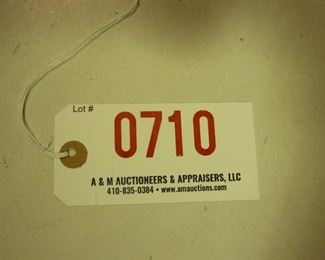 Lot #
0710
A & M AUCTIONEERS & APPRAISERS, LLC
410-835-0384 • www.amauctions.com